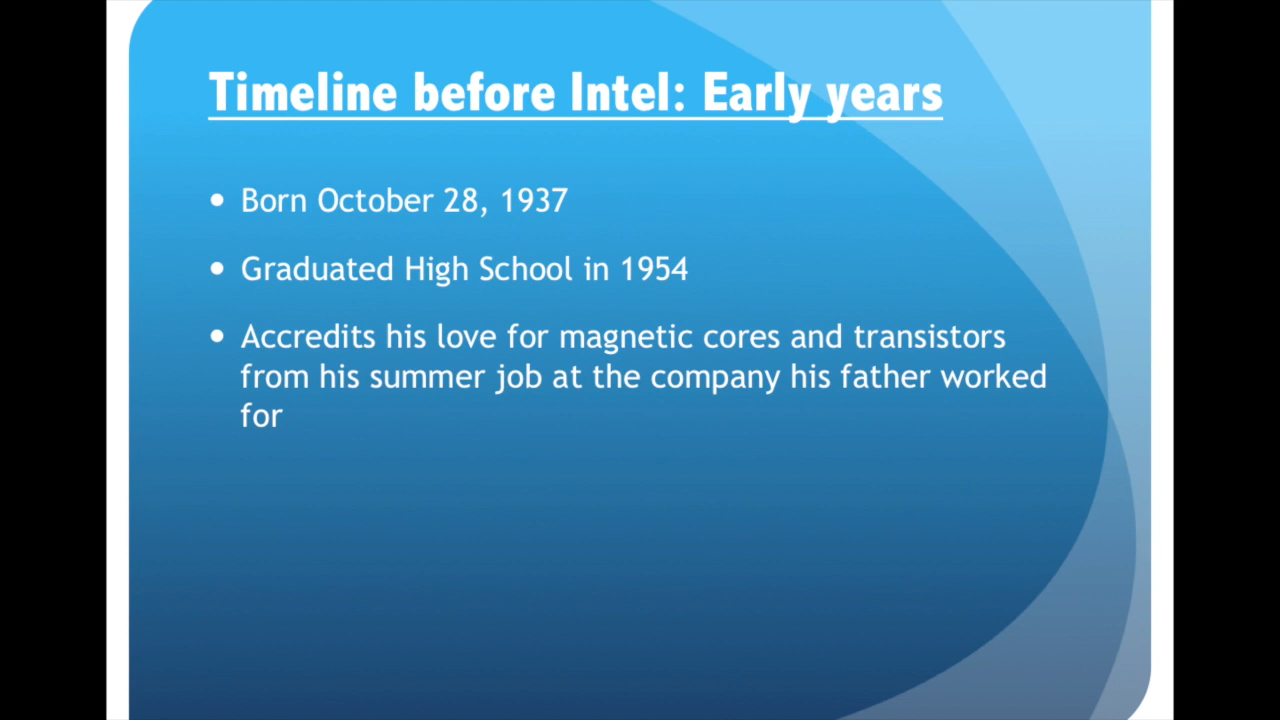 Timeline before Intel: Early years
• Born October 28, 1937
• Graduated High School in 1954
• Accredits his love for magnetic cores and transistors
from his summer job at the company his father worked
for